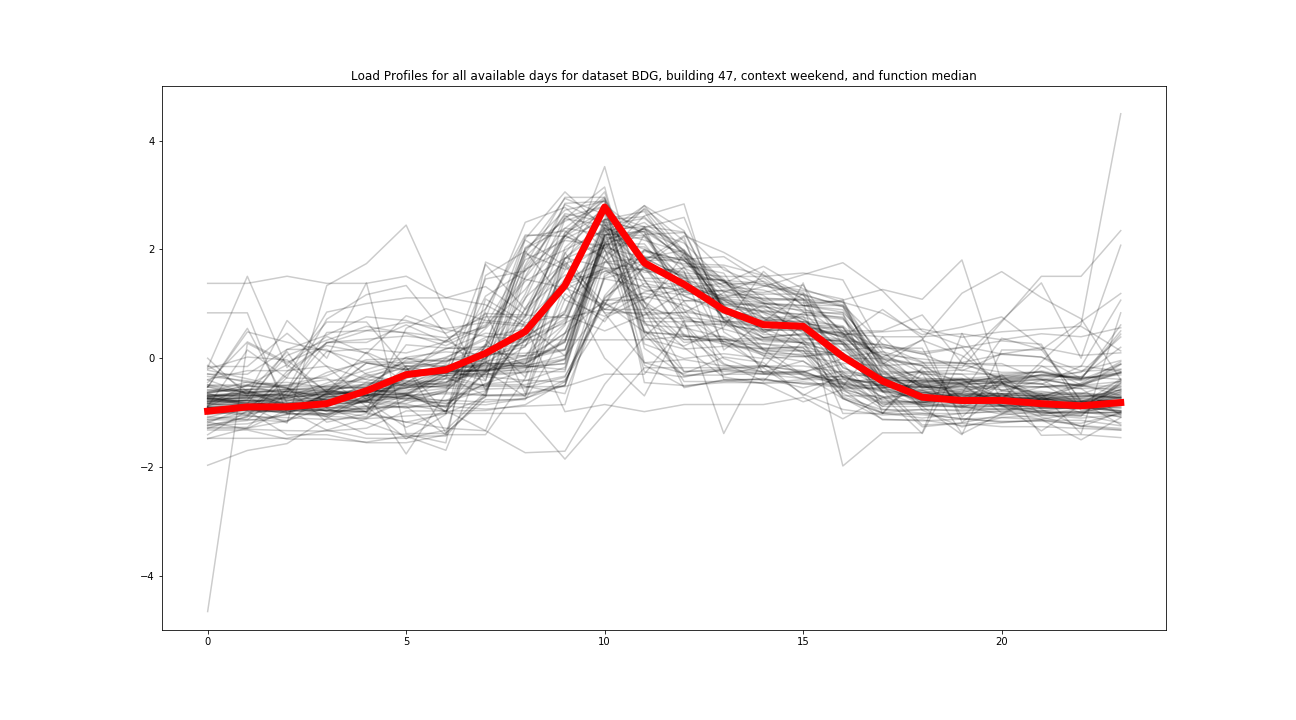 Load Profiles for all available days for dataset BDG, building 47, context weekend, and function median
4
2
0
−2
−4
0 5 10 15 20